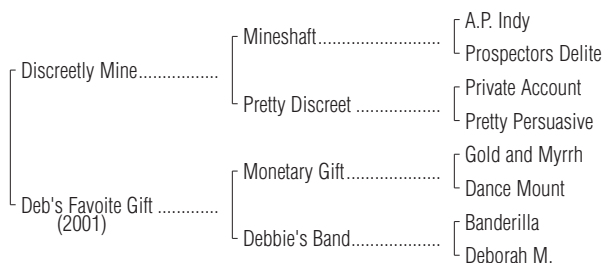 A.P. Indy
Mineshaft
Prospectors Delite
Discreetly Mine
Private Account
Pretty Discreet
Pretty Persuasive
Gold and Myrrh
Monetary Gift
Dance Mount
Deb's Favoite Gift
(2001)
Banderilla
Debbie's Band
Deborah M.